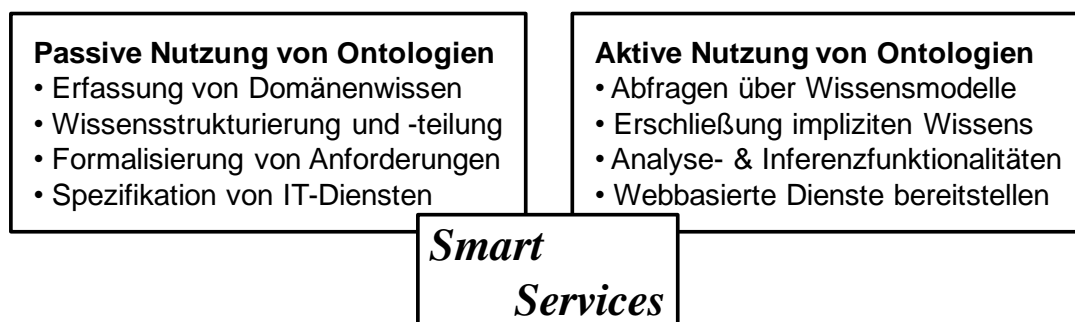 Passive Nutzung von Ontologien
• Erfassung von Domänenwissen
• Wissensstrukturierung und -teilung
• Formalisierung von Anforderungen
• Spezifikation von IT-Diensten
Aktive Nutzung von Ontologien
• Abfragen über Wissensmodelle
• Erschließung impliziten Wissens
• Analyse- & Inferenzfunktionalitäten
• Webbasierte Dienste bereitstellen
Smart
Services